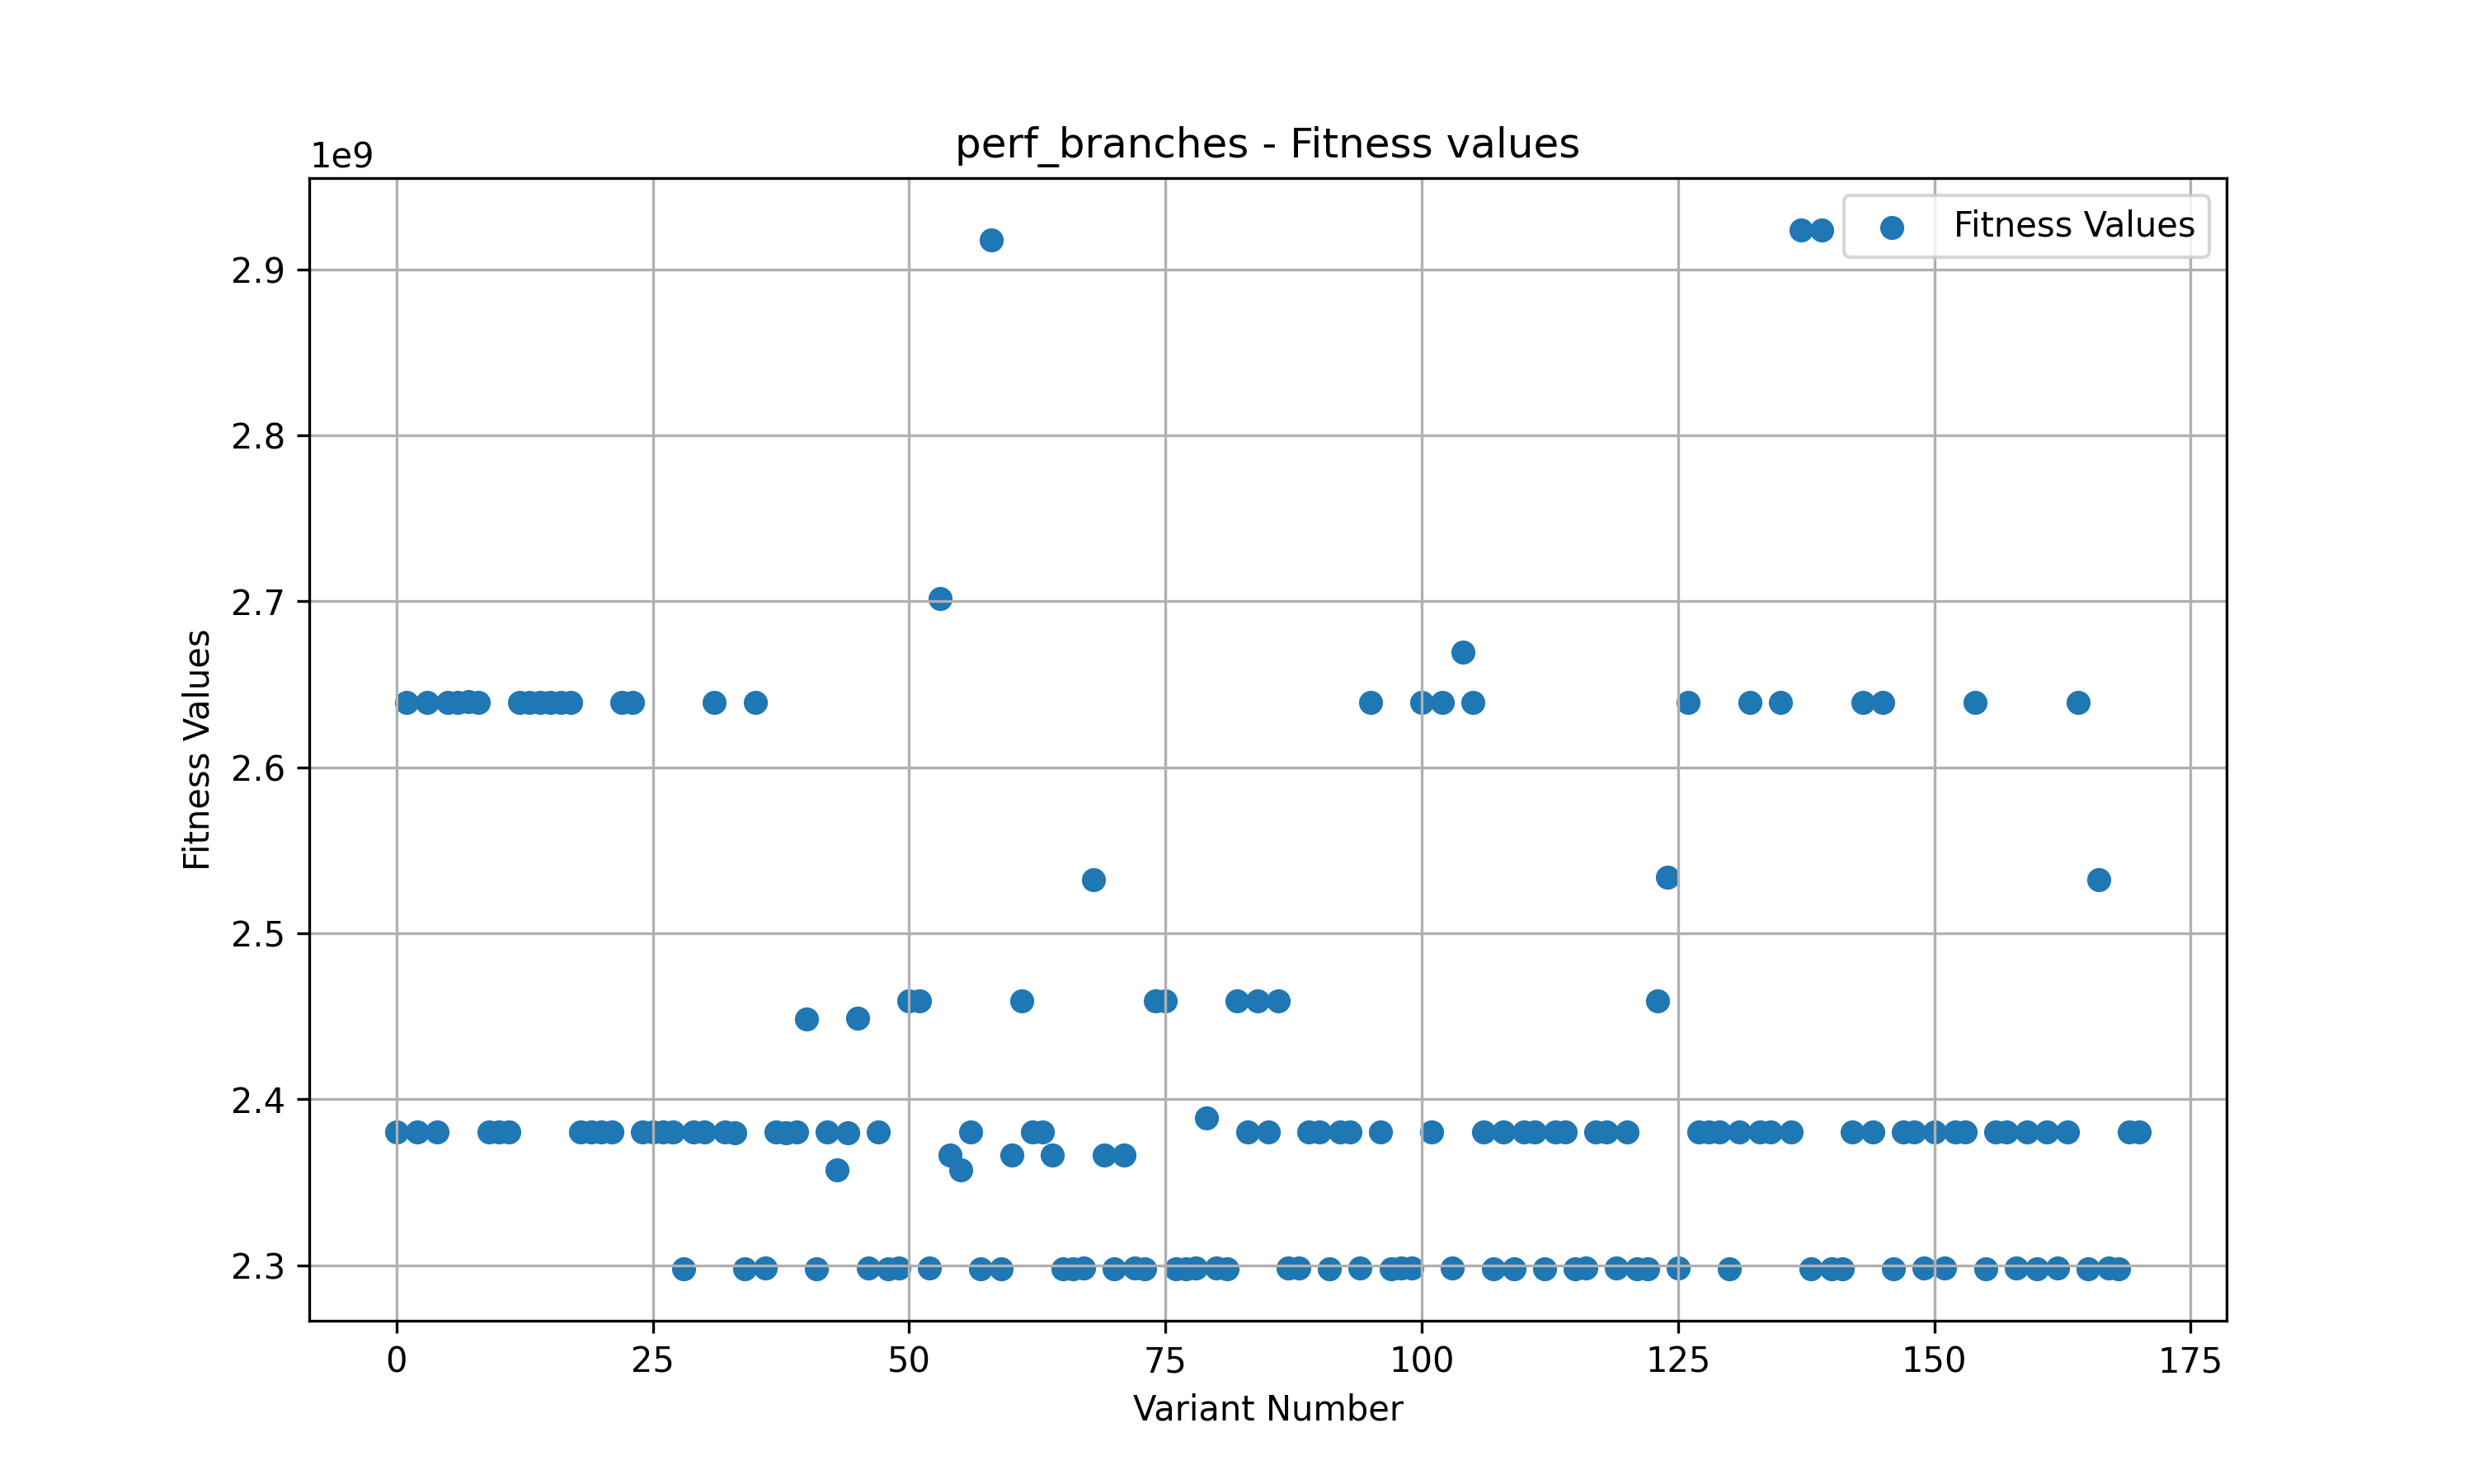 perf_branches - Fitness values
1e9
Fitness Values
2.9
2.8
2.7
2.6
2.5
2.4
2.3
Fitness Values
0 25 50 75 100 125 150 175
Variant Number